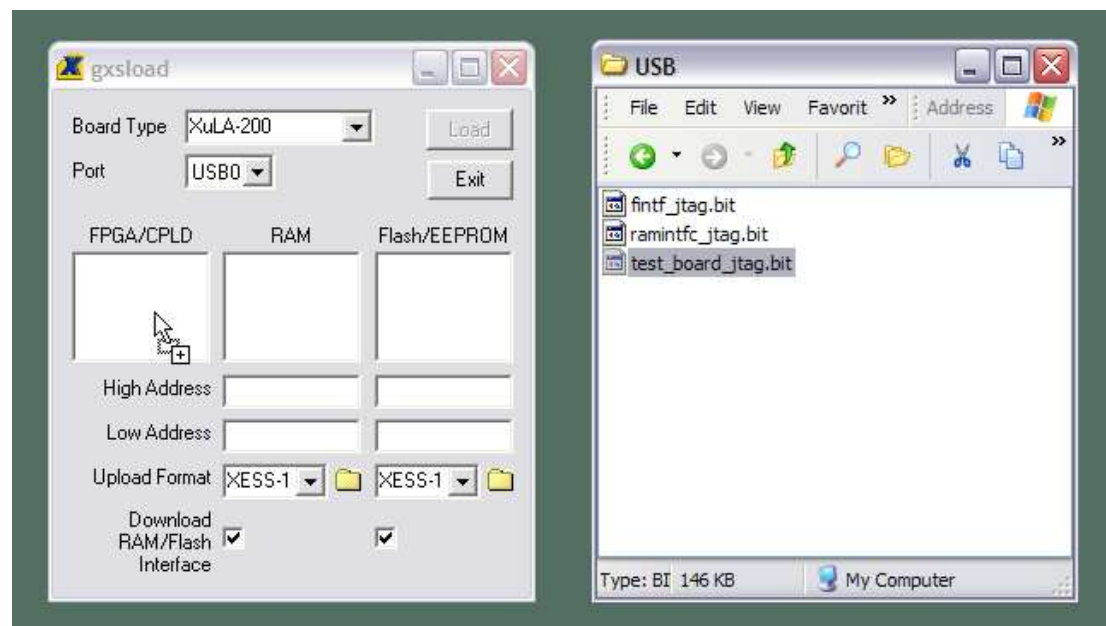 gxsload
Board Type XuLA-200 Load
Port USB0 Exit
FPGA/CPLD RAM Flash/EEPROM
High Address
Low Address
Upload Format XESS-1 XESS-1
Download
RAM/Flash
Interface
USB
File Edit View Favorit » Address
»
fintf_jtag.bit
ramintfc_jtag.bit
test_board_jtag.bit
Type: BI 146 KB My Computer